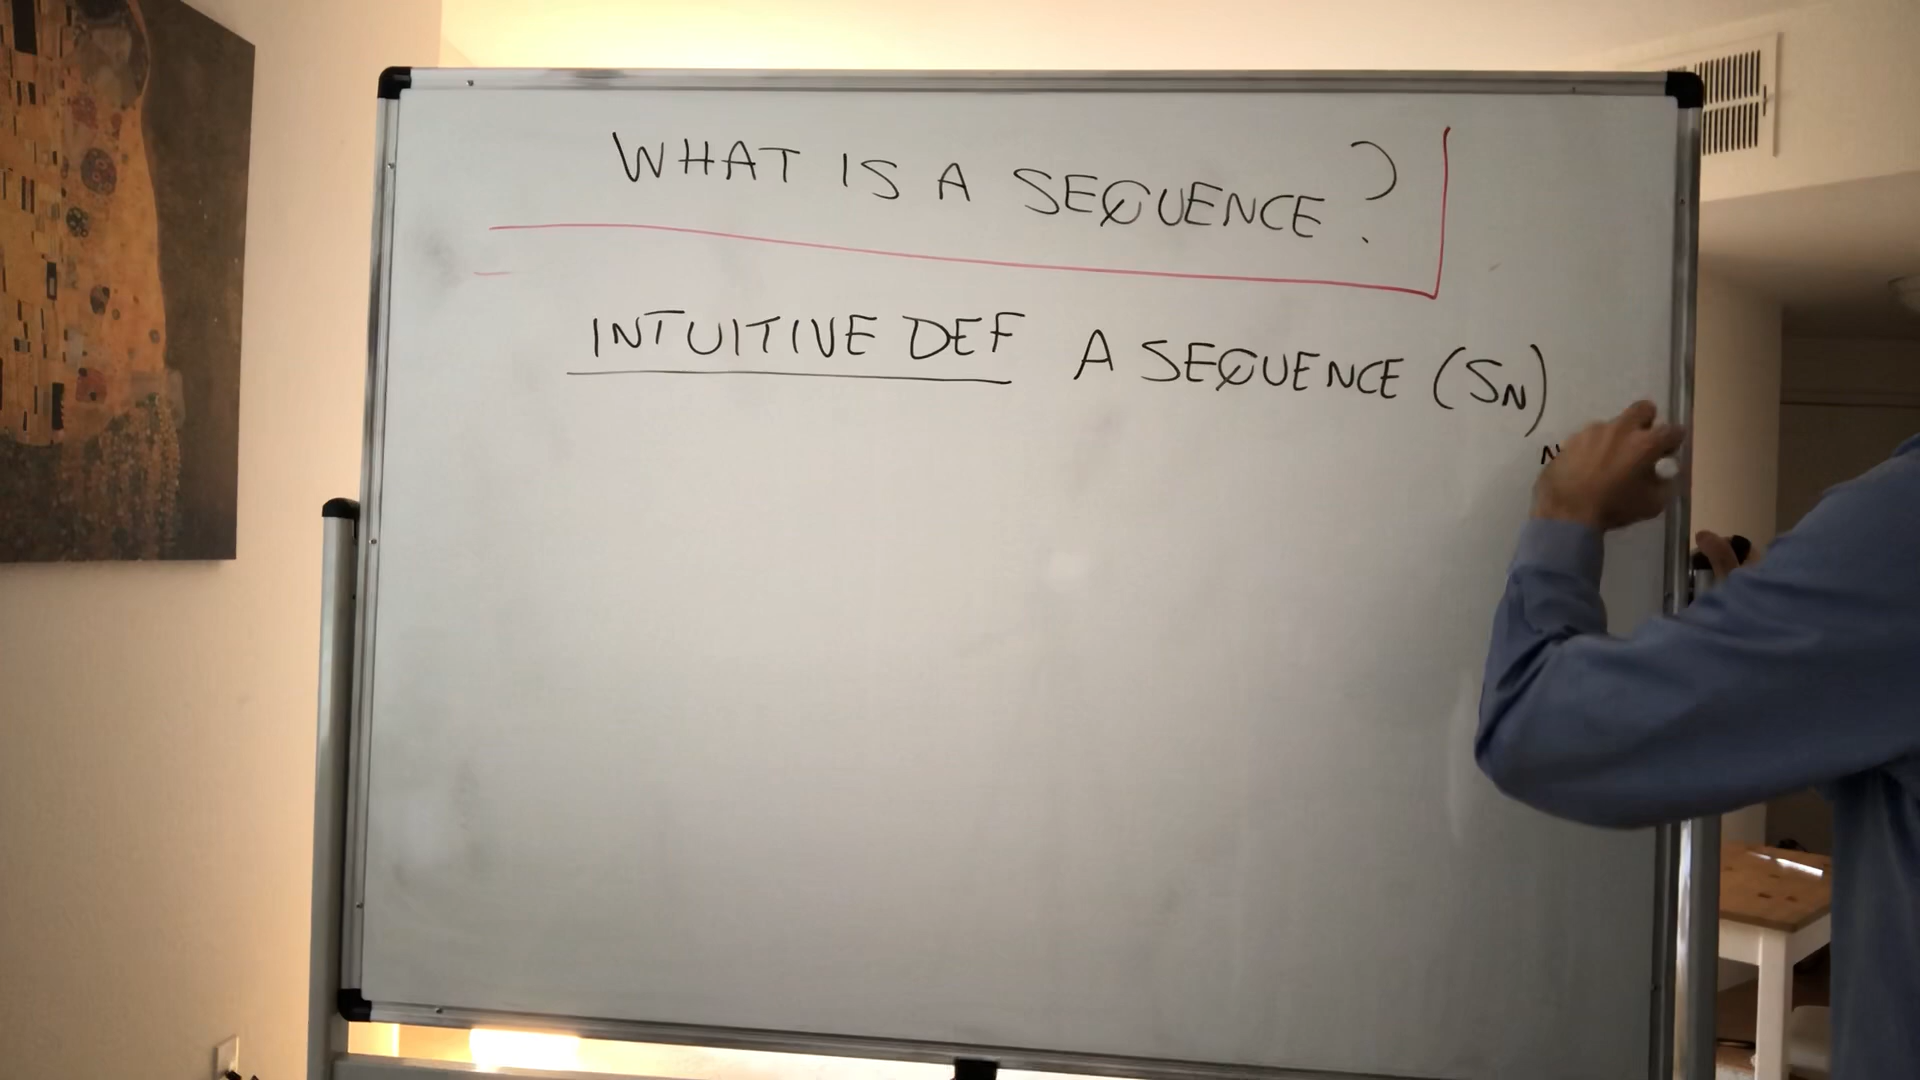 WHAT IS A SEQUENCE?
INTUITIVE DEF A SEQUENCE (SN)